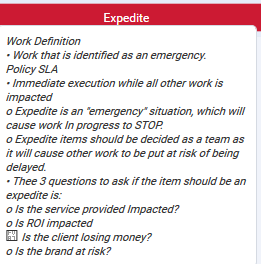 Expedite
Work Definition
• Work that is identified as an emergency.
Policy SLA
• Immediate execution while all other work is
impacted
o Expedite is an "emergency" situation, which will
cause work In progress to STOP.
o Expedite items should be decided as a team as
it will cause other work to be put at risk of being
delayed.
• Thee 3 questions to ask if the item should be an
expedite is:
o Is the service provided Impacted?
o Is ROI impacted
Is the client losing money?
o Is the brand at risk?